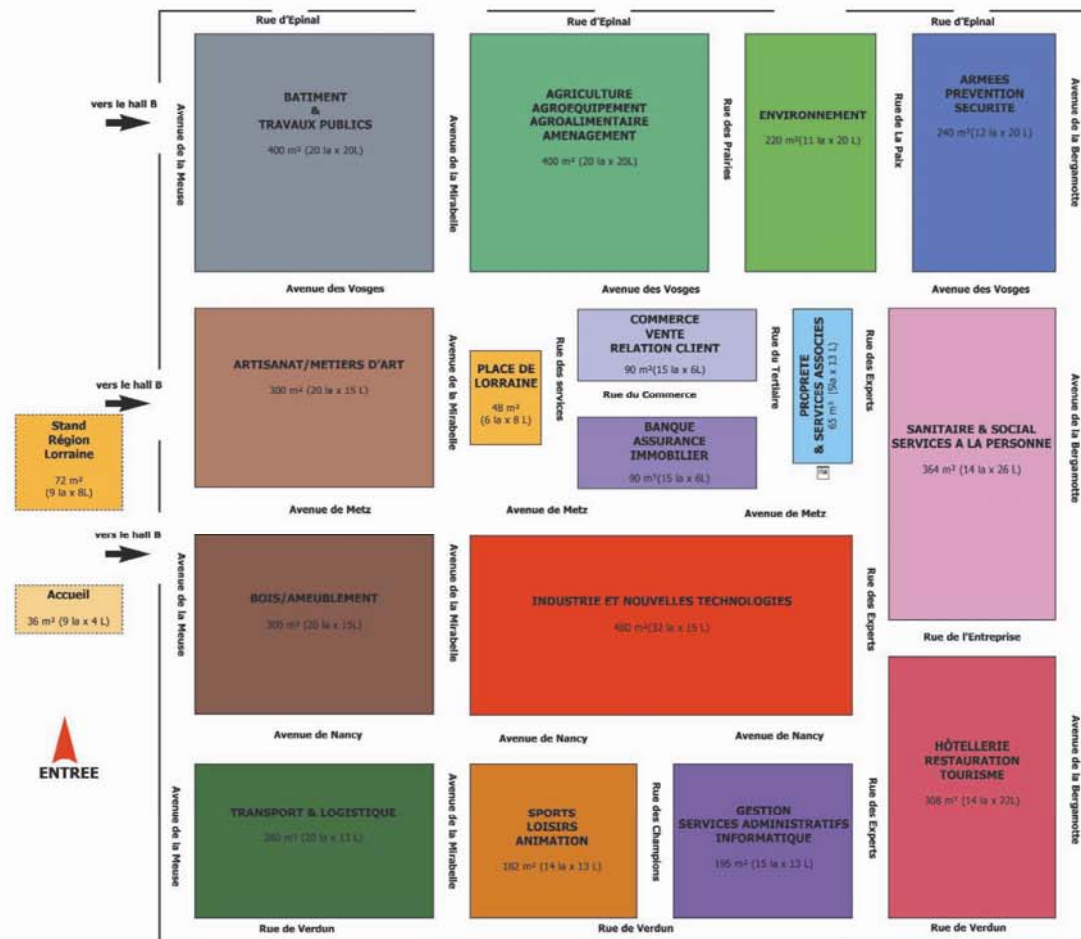 Rue d'Epinal
Rue d'Epinal
Rue d'Epinal
vers le hall B
Avenue de la Meuse
BATIMENT
&
TRAVAUX PUBLICS
400 m² (20 la x 20L)
Avenue de la Mirabelle
AGRICULTURE
AGROEQUIPEMENT
AGROALIMENTAIRE
AMENAGEMENT
400 m² (20 la x 20L)
Rue des Prairies
ENVIRONNEMENT
220 m²(11 la x 20 L)
Rue de La Paix
ARMEES
PREVENTION
SECURITE
240 m²(12 la x 20 L)
Avenue de la Bergamotte
Avenue des Vosges
Avenue des Vosges
Avenue des Vosges
vers le hall B
ARTISANAT/METIERS D'ART
300 m² (20 la x 15 L)
Avenue de la Mirabelle
PLACE DE
LORRAINE
48 m²
(6 la x 8 L)
Rue des services
COMMERCE
VENTE
RELATION CLIENT
90 m²(15 la x 6L)
Rue du Commerce
BANQUE
ASSURANCE
IMMOBILIER
90 m²(15 la x 6L)
Rue du Tertiaire
PROPRETE
& SERVICES ASSOCIES
65 m² (5la x 13 L)
Rue des Experts
SANITAIRE & SOCIAL
SERVICES A LA PERSONNE
364 m² (14 la x 26 L)
Avenue de la Bergamotte
Stand
Région
Lorraine
72 m²
(9 la x 8L)
Avenue de Metz
Avenue de Metz
Avenue de Metz
vers le hall B
Accueil
36 m² (9 la x 4 L)
Avenue de la Meuse
BOIS/AMEUBLEMENT
300 m² (20 la x 15L)
Avenue de la Mirabelle
INDUSTRIE ET NOUVELLES TECHNOLOGIES
480 m²(32 la x 15 L)
Rue des Experts
Rue de l'Entreprise
Avenue de Nancy
Avenue de Nancy
Avenue de Nancy
ENTREE
Avenue de la Meuse
TRANSPORT & LOGISTIQUE
260 m² (20 la x 13 L)
Avenue de la Mirabelle
SPORTS
LOISIRS
ANIMATION
182 m² (14 la x 13 L)
Rue des Champions
GESTION
SERVICES ADMINISTRATIFS
INFORMATIQUE
195 m² (15 la x 13 L)
Rue des Experts
HÔTELLERIE
RESTAURATION
TOURISME
308 m² (14 la x 22L)
Avenue de la Bergamotte
Rue de Verdun
Rue de Verdun
Rue de Verdun